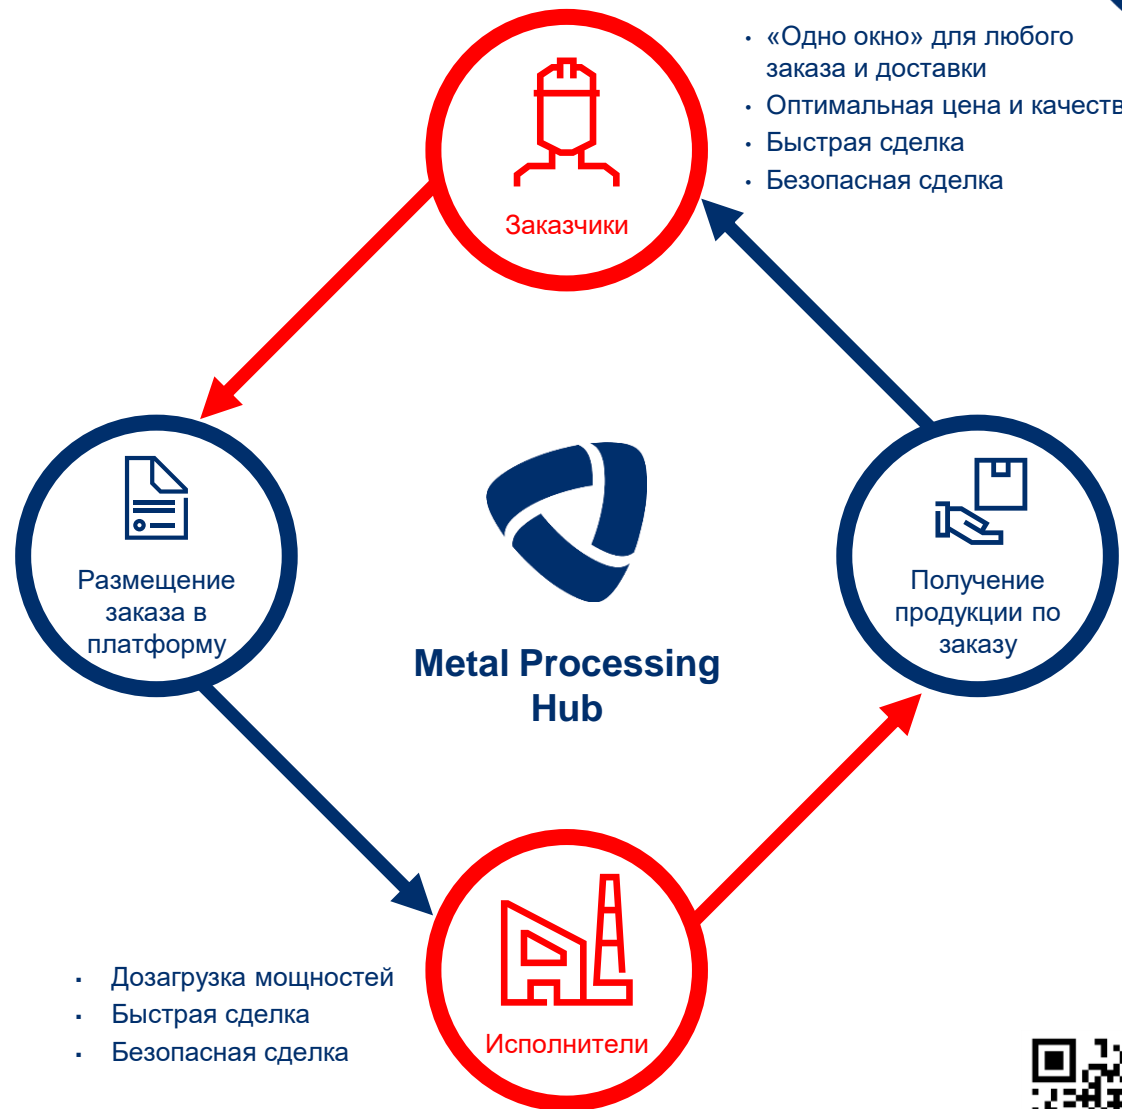 • «Одно окно» для любого
заказа и доставки
• Оптимальная цена и качеств
• Быстрая сделка
• Безопасная сделка
Заказчики
Размещение
заказа в
платформу
Получение
продукции по
заказу
Metal Processing
Hub
• Дозагрузка мощностей
• Быстрая сделка
• Безопасная сделка
Исполнители